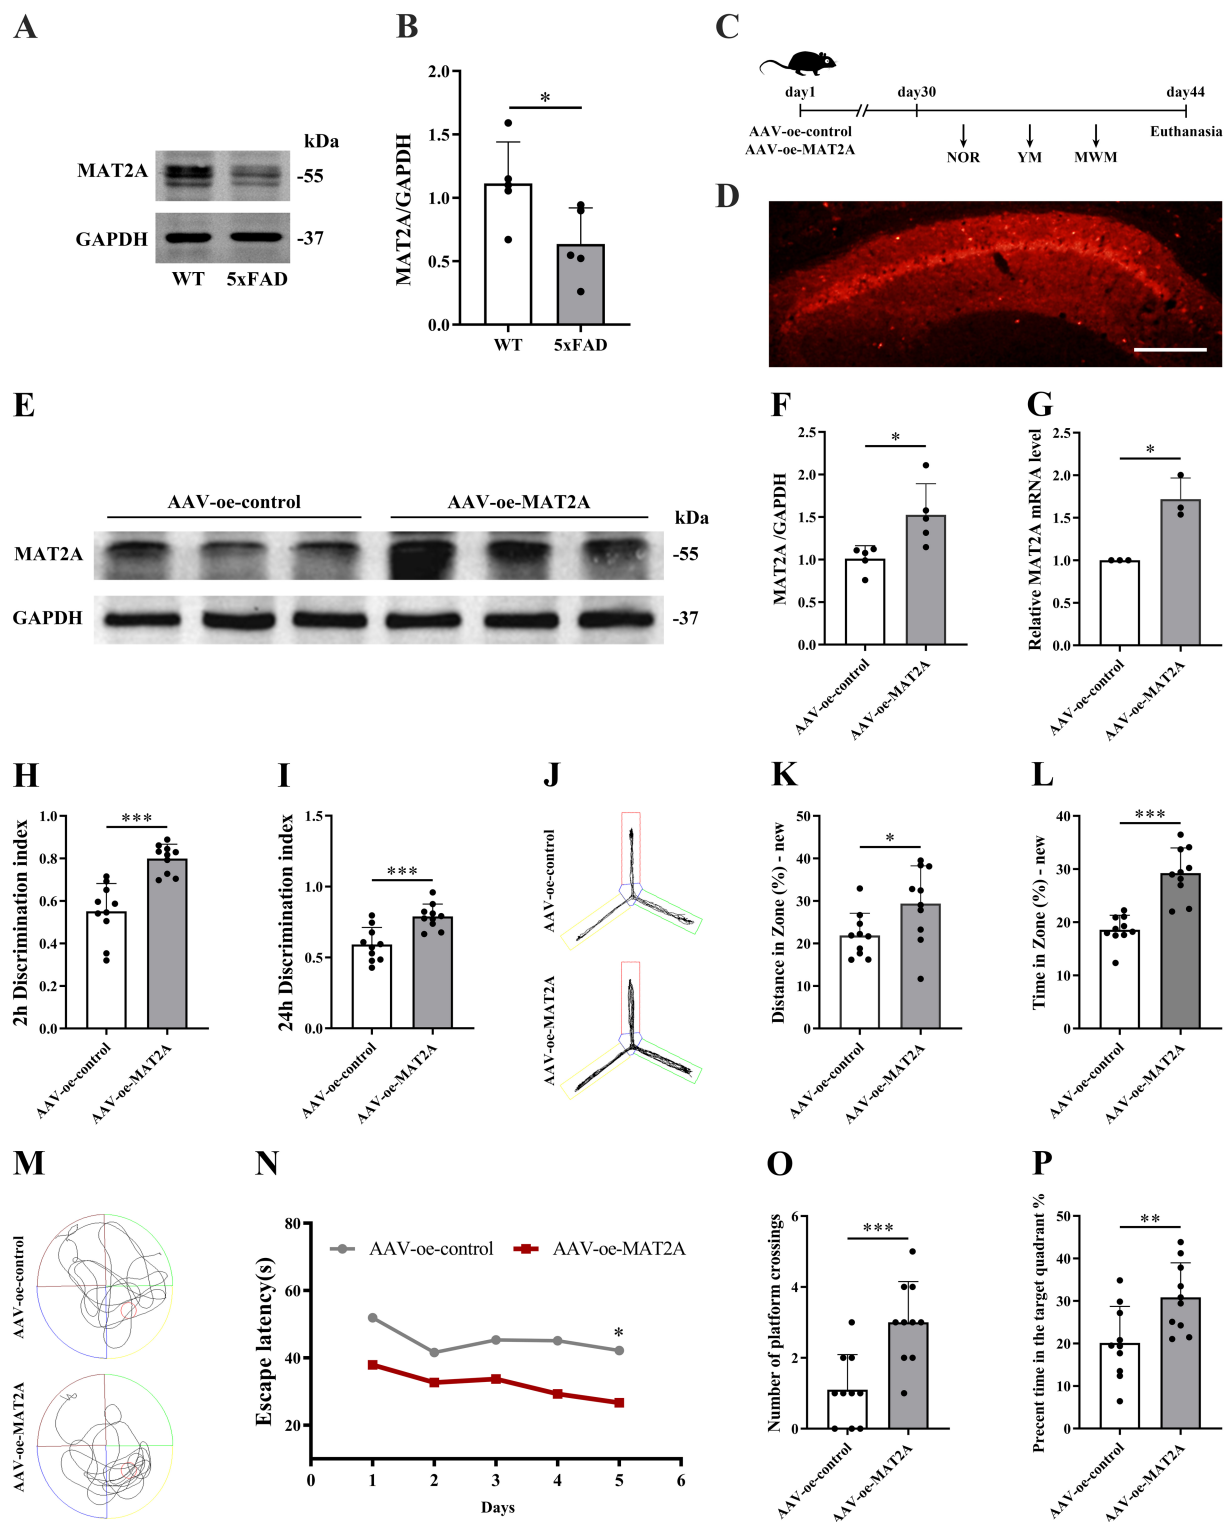 A
kDa
MAT2A
-55
GAPDH
-37
WT 5xFAD
B
MAT2A/GAPDH
2.0
1.5
1.0
0.5
0.0
*
WT 5xFAD
C
day1 day30 day44
AAV-oe-control
AAV-oe-MAT2A
NOR YM MWM
Euthanasia
D
E
AAV-oe-control AAV-oe-MAT2A
kDa
MAT2A
-55
GAPDH
-37
F
MAT2A /GAPDH
2.5
2.0
1.5
1.0
0.5
0.0
*
AAV-oe-control
AAV-oe-MAT2A
G
Relative MAT2A mRNA level
2.5
2.0
1.5
1.0
0.5
0.0
*
AAV-oe-control
AAV-oe-MAT2A
H
2h Discrimination index
1.0
0.8
0.6
0.4
0.2
0.0
***
AAV-oe-control
AAV-oe-MAT2A
I
24h Discrimination index
1.5
1.0
0.5
0.0
***
AAV-oe-control
AAV-oe-MAT2A
J
AAV-oe-control
AAV-oe-MAT2A
K
Distance in Zone (%) - new
50
40
30
20
10
0
*
AAV-oe-control
AAV-oe-MAT2A
L
Time in Zone (%) - new
40
30
20
10
0
***
AAV-oe-control
AAV-oe-MAT2A
M
AAV-oe-control
AAV-oe-MAT2A
N
Escape latency(s)
80
60
40
20
AAV-oe-control AAV-oe-MAT2A
*
0 1 2 3 4 5 6
Days
O
Number of platform crossings
6
4
2
0
***
AAV-oe-control
AAV-oe-MAT2A
P
Precent time in the target quadrant %
50
40
30
20
10
0
**
AAV-oe-control
AAV-oe-MAT2A